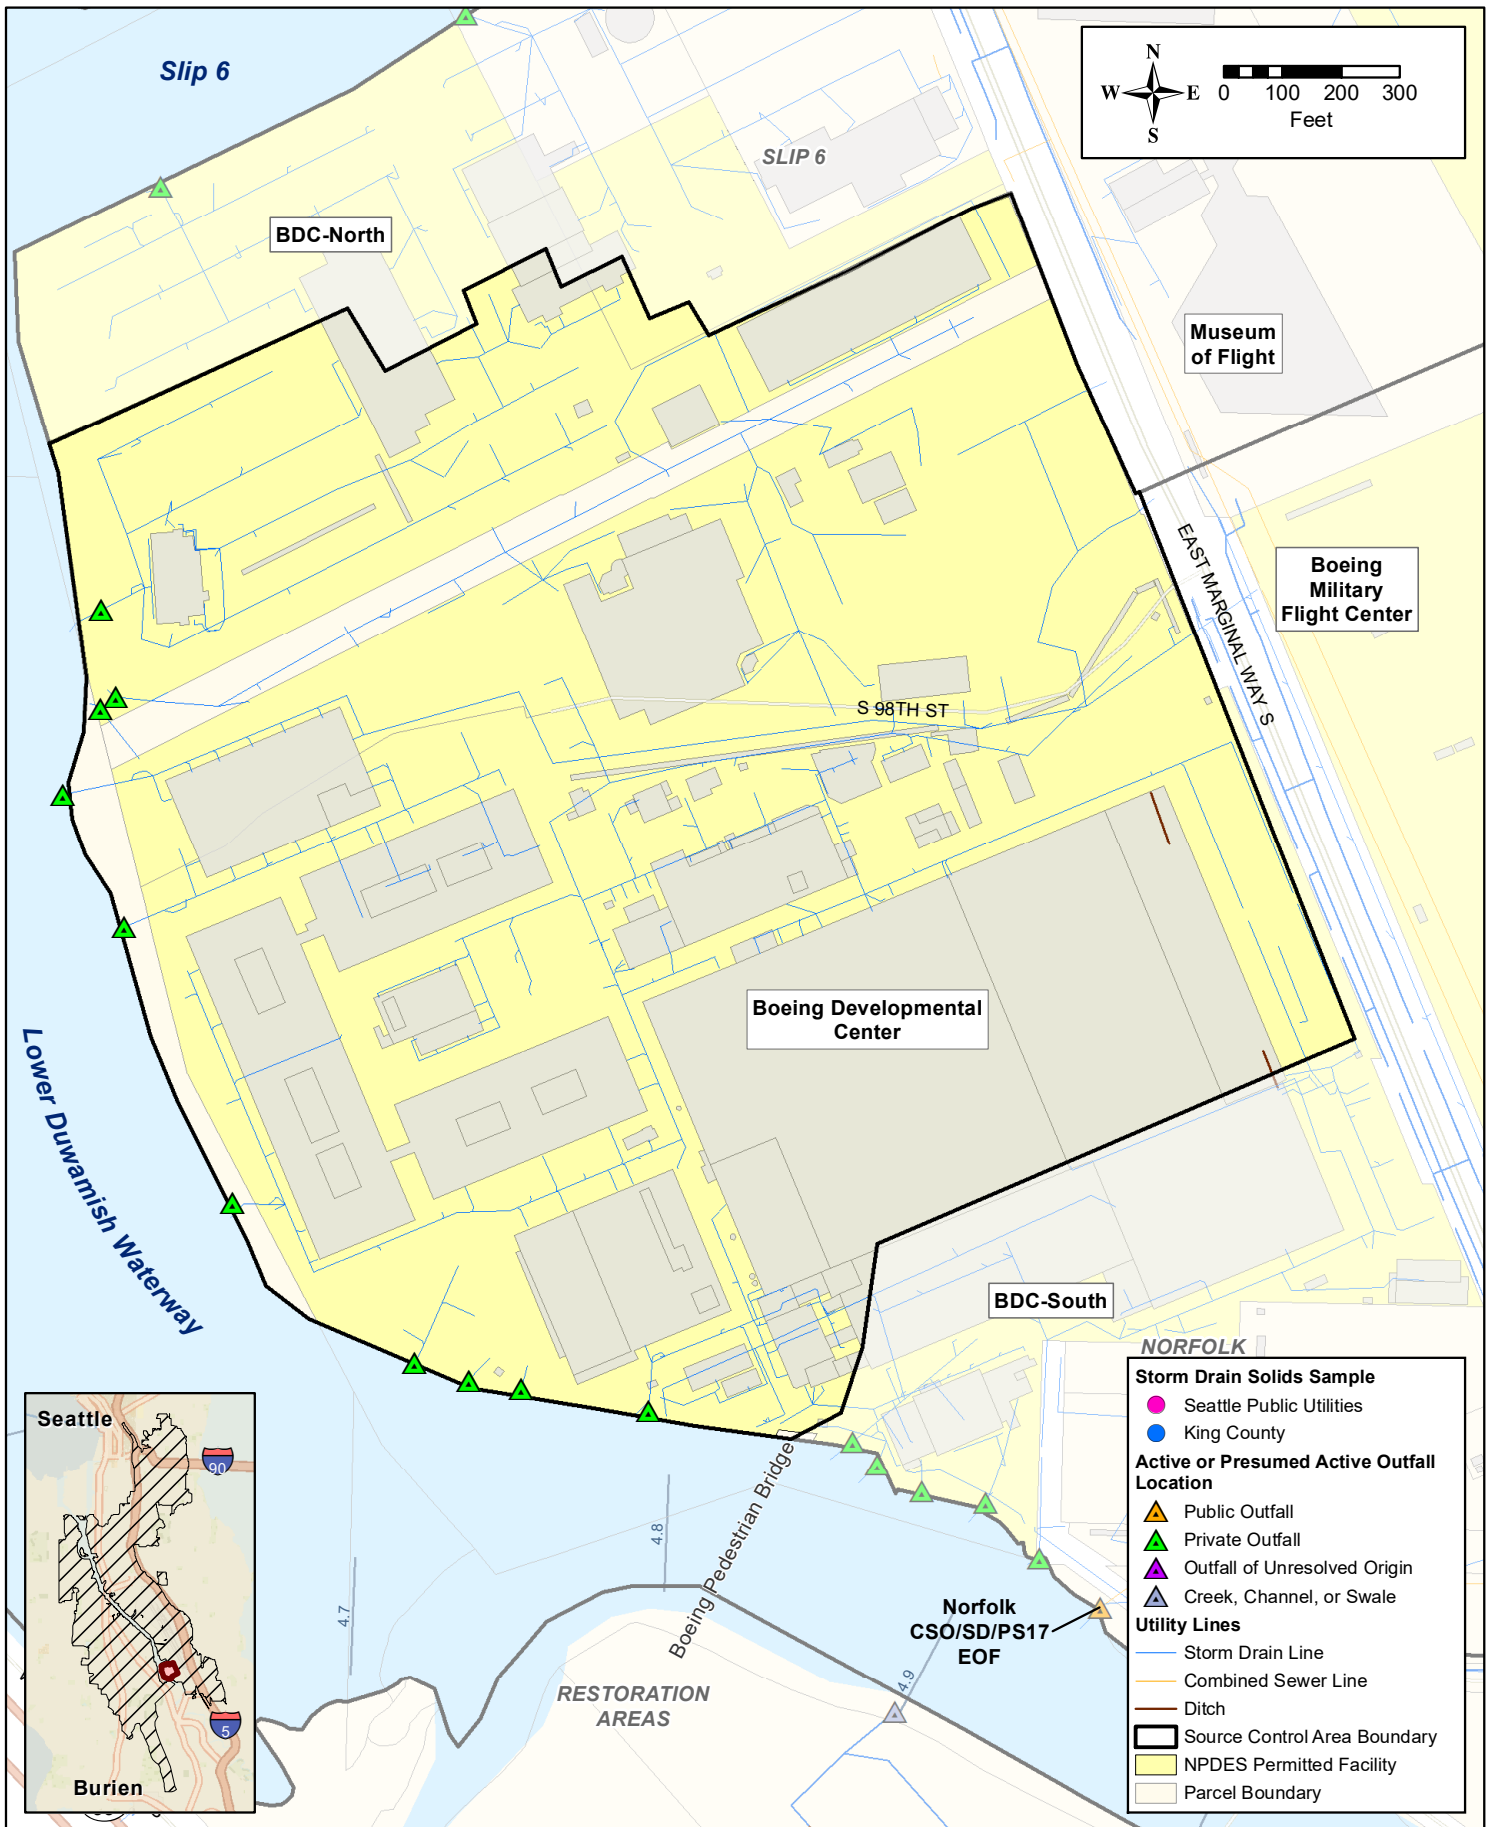 Slip 6
N
W
E
S
0 100 200 300
Feet
SLIP 6
BDC-North
Museum
of Flight
EAST MARGINAL WAY S
Boeing
Military
Flight Center
S 98TH ST
Boeing Developmental
Center
Lower Duwamish Waterway
BDC-South
NORFOLK
Boeing Pedestrian Bridge
4.7
4.8
4.9
Norfolk
CSO/SD/PS17
EOF
RESTORATION
AREAS
Seattle
90
5
Burien
Storm Drain Solids Sample
Seattle Public Utilities
King County
Active or Presumed Active Outfall
Location
Public Outfall
Private Outfall
Outfall of Unresolved Origin
Creek, Channel, or Swale
Utility Lines
Storm Drain Line
Combined Sewer Line
Ditch
Source Control Area Boundary
NPDES Permitted Facility
Parcel Boundary